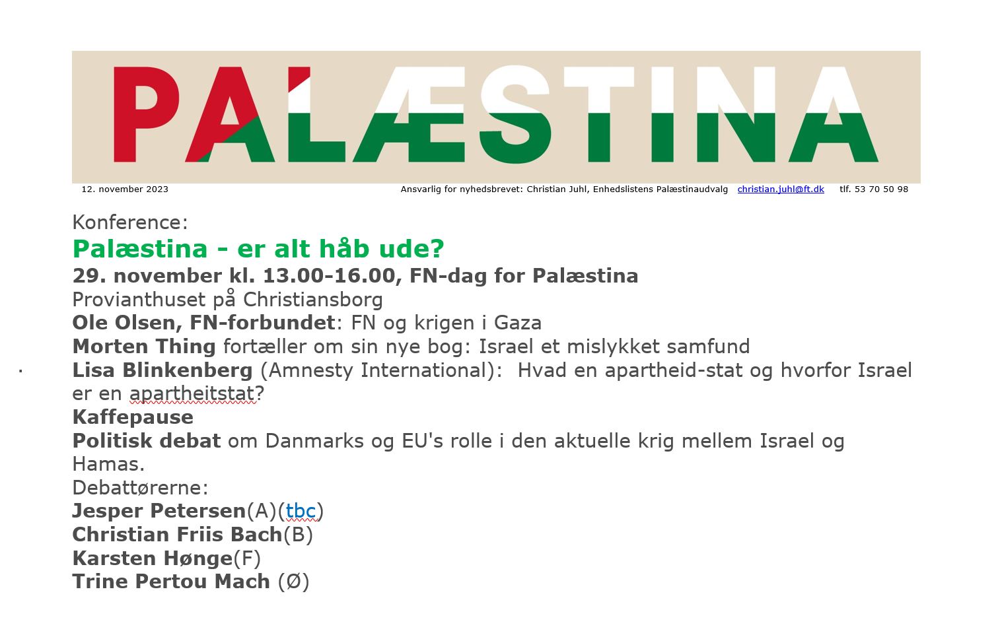 PALÆSTINA
12. november 2023 Ansvarlig for nyhedsbrevet: Christian Juhl, Enhedslistens Palæstinaudvalg christian.juhl@ft.dk tlf. 53 70 50 98
Konference:
Palæstina - er alt håb ude?
29. november kl. 13.00-16.00, FN-dag for Palæstina
Provianthuset på Christiansborg
Ole Olsen, FN-forbundet: FN og krigen i Gaza
Morten Thing fortæller om sin nye bog: Israel et mislykket samfund
Lisa Blinkenberg (Amnesty International):  Hvad en apartheid-stat og hvorfor Israel
er en apartheitstat?
Kaffepause
Politisk debat om Danmarks og EU's rolle i den aktuelle krig mellem Israel og
Hamas.
Debattørerne:
Jesper Petersen(A)(tbc)
Christian Friis Bach(B)
Karsten Hønge(F)
Trine Pertou Mach (Ø)